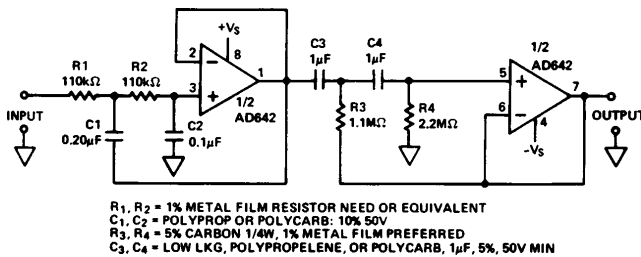 +VS
R1
110kΩ
R2
110kΩ
2
8
3
1
1/2
AD642
C3
1μF
C4
1μF
1/2
AD642
5
7
6
4
-VS
INPUT
OUTPUT
C1
0.20μF
C2
0.1μF
R3
1.1MΩ
R4
2.2MΩ
R1, R2 = 1% METAL FILM RESISTOR NEED OR EQUIVALENT
C1, C2 = POLYPROP OR POLYCARB: 10% 50V
R3, R4 = 5% CARBON 1/4W, 1% METAL FILM PREFERRED
C3, C4 = LOW LKG, POLYPROPELENE, OR POLYCARB, 1μF, 5%, 50V MIN